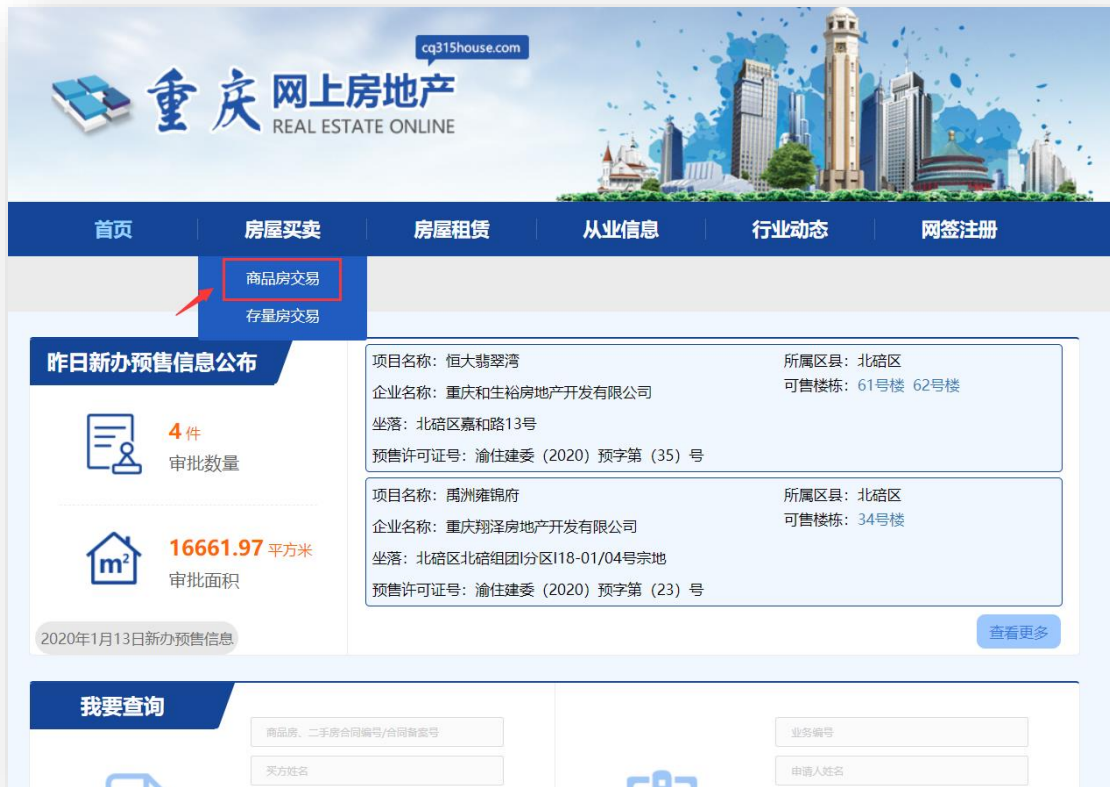 cq315house.com
重庆 网上房地产
REAL ESTATE ONLINE
首页 房屋买卖 房屋租赁 从业信息 行业动态 网签注册
商品房交易
存量房交易
昨日新办预售信息公布
4 件
审批数量
m²
16661.97 平方米
审批面积
2020年1月13日新办预售信息
项目名称：恒大翡翠湾 所属区县：北碚区
企业名称：重庆和生裕房地产开发有限公司 可售楼栋：61号楼 62号楼
坐落：北碚区嘉和路13号
预售许可证号：渝住建委（2020）预字第（35）号
项目名称：禹洲雍锦府 所属区县：北碚区
企业名称：重庆翔泽房地产开发有限公司 可售楼栋：34号楼
坐落：北碚区北碚组团I分区I18-01/04号宗地
预售许可证号：渝住建委（2020）预字第（23）号
查看更多
我要查询
商品房、二手房合同编号/合同备案号 业务编号
买方姓名 申请人姓名